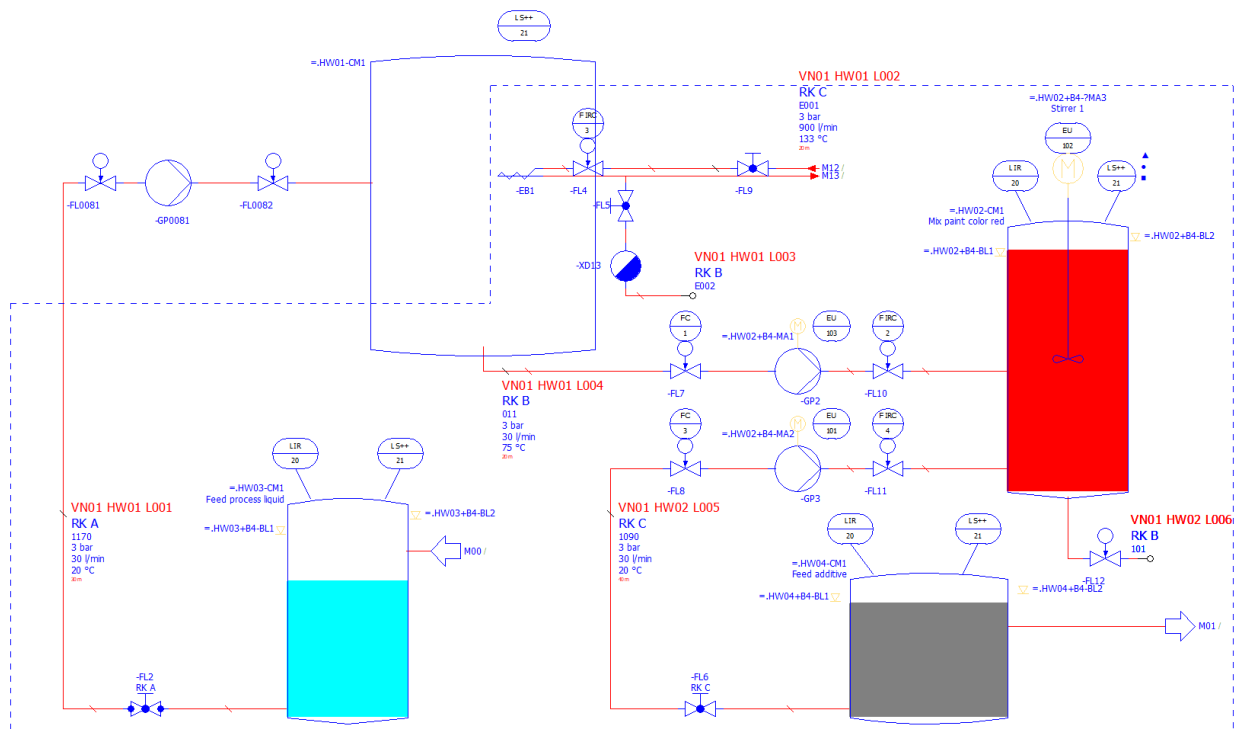 LS++
21
=.HW01-CM1
VN01 HW01 L002
RK C
E001
3 bar
900 l/min
133 °C
20 m
=.HW02+B4-?MA3
Stirrer 1
EU
102
FIRC
3
M12 /
M13 /
-EB1
-FL4
-FL9
LIR
20
LS++
21
-FL0081
-GP0081
-FL0082
-FL5
=.HW02-CM1
Mix paint color red
=.HW02+B4-BL2
=.HW02+B4-BL1
-XD13
VN01 HW01 L003
RK B
E002
FC
1
EU
103
FIRC
2
=.HW02+B4-MA1
-FL7
-GP2
-FL10
VN01 HW01 L004
RK B
011
3 bar
30 l/min
75 °C
FC
3
EU
101
FIRC
4
=.HW02+B4-MA2
-FL8
-GP3
-FL11
LIR
20
LS++
21
=.HW03-CM1
Feed process liquid
=.HW03+B4-BL2
=.HW03+B4-BL1
M00 /
VN01 HW01 L001
RK A
1170
3 bar
30 l/min
20 °C
VN01 HW02 L005
RK C
1090
3 bar
30 l/min
20 °C
LIR
20
LS++
21
VN01 HW02 L006
RK B
101
-FL12
=.HW04-CM1
Feed additive
=.HW04+B4-BL1
=.HW04+B4-BL2
M01 /
-FL2
RK A
-FL6
RK C